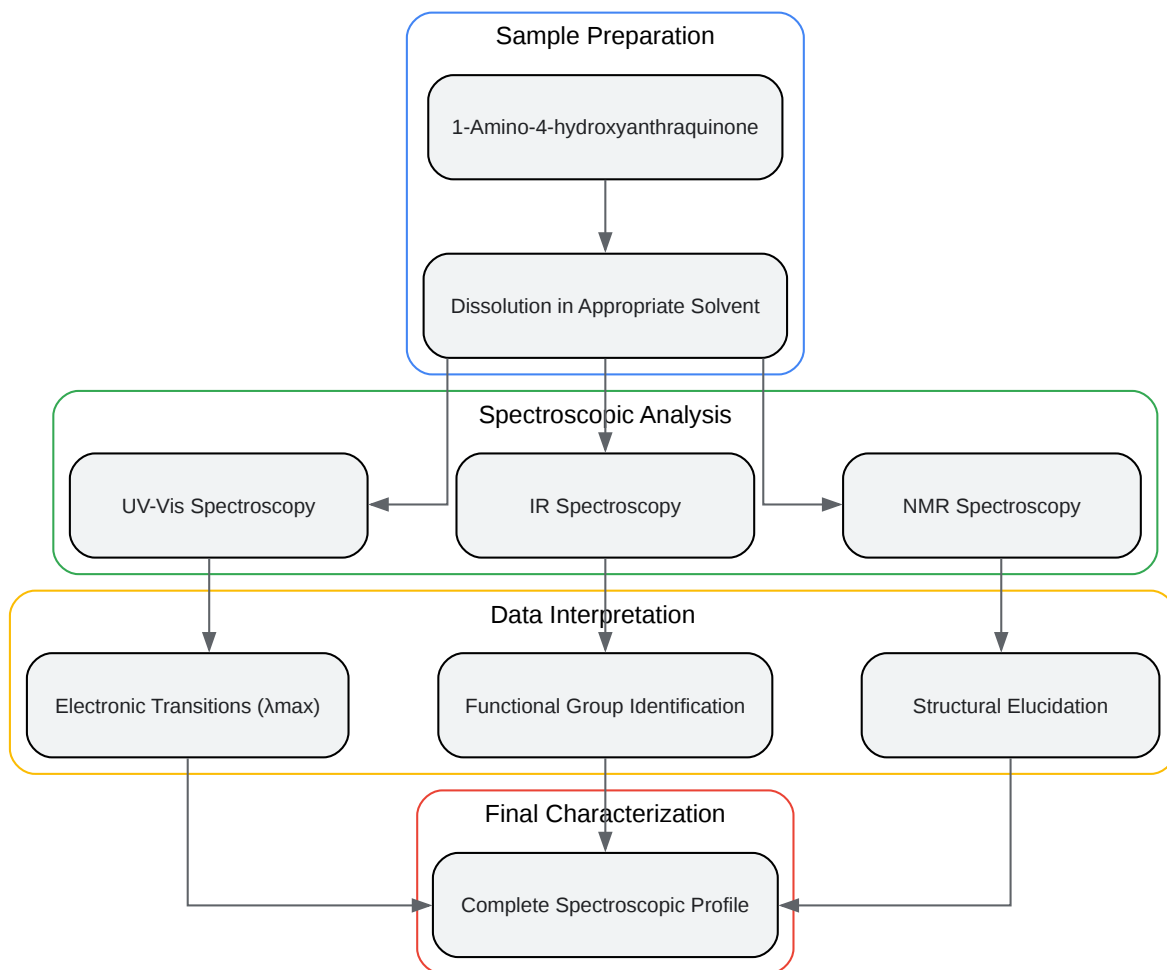 Sample Preparation
1-Amino-4-hydroxyanthraquinone
Dissolution in Appropriate Solvent
Spectroscopic Analysis
UV-Vis Spectroscopy
IR Spectroscopy
NMR Spectroscopy
Data Interpretation
Electronic Transitions (λmax)
Functional Group Identification
Structural Elucidation
Final Characterization
Complete Spectroscopic Profile